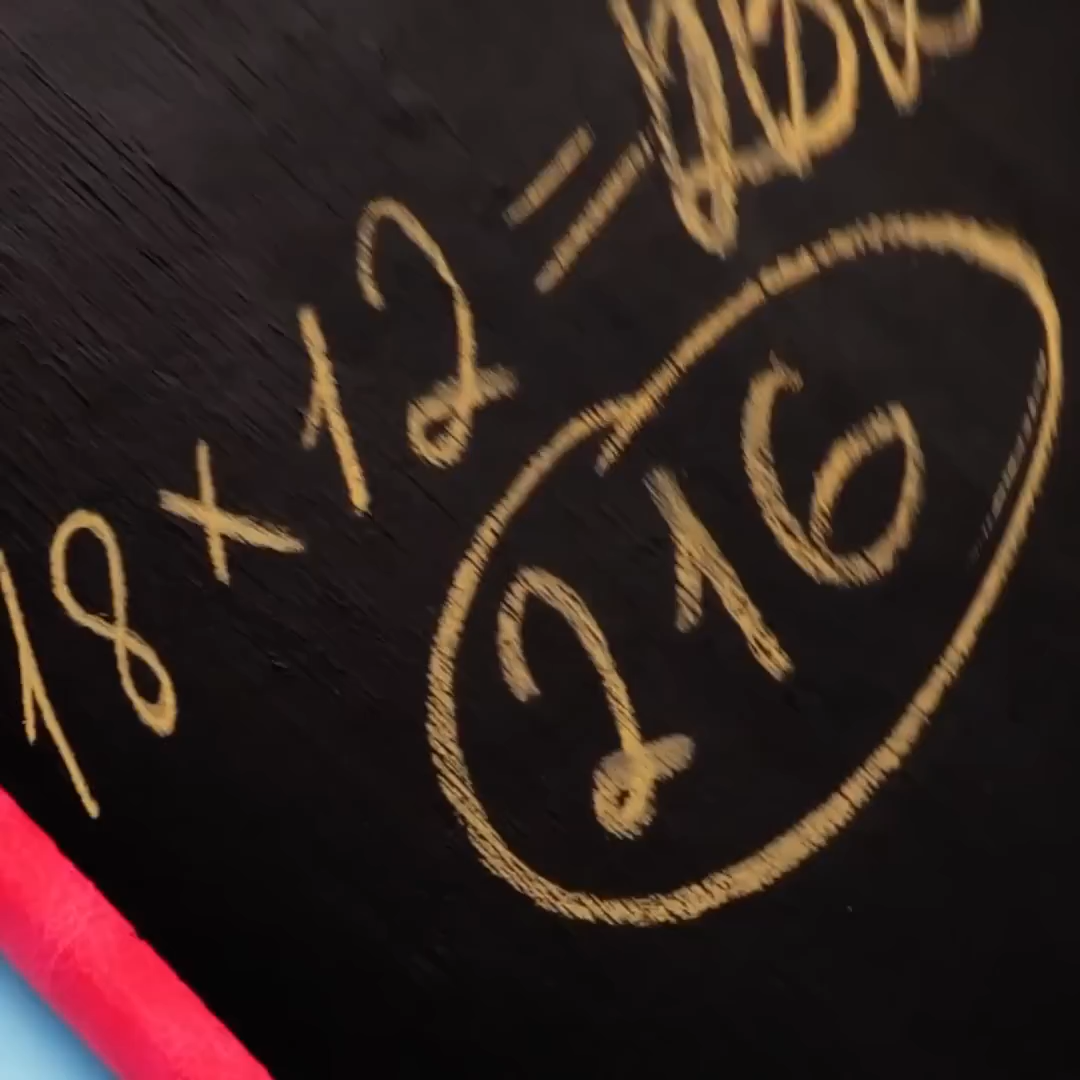 18 × 12 =
216